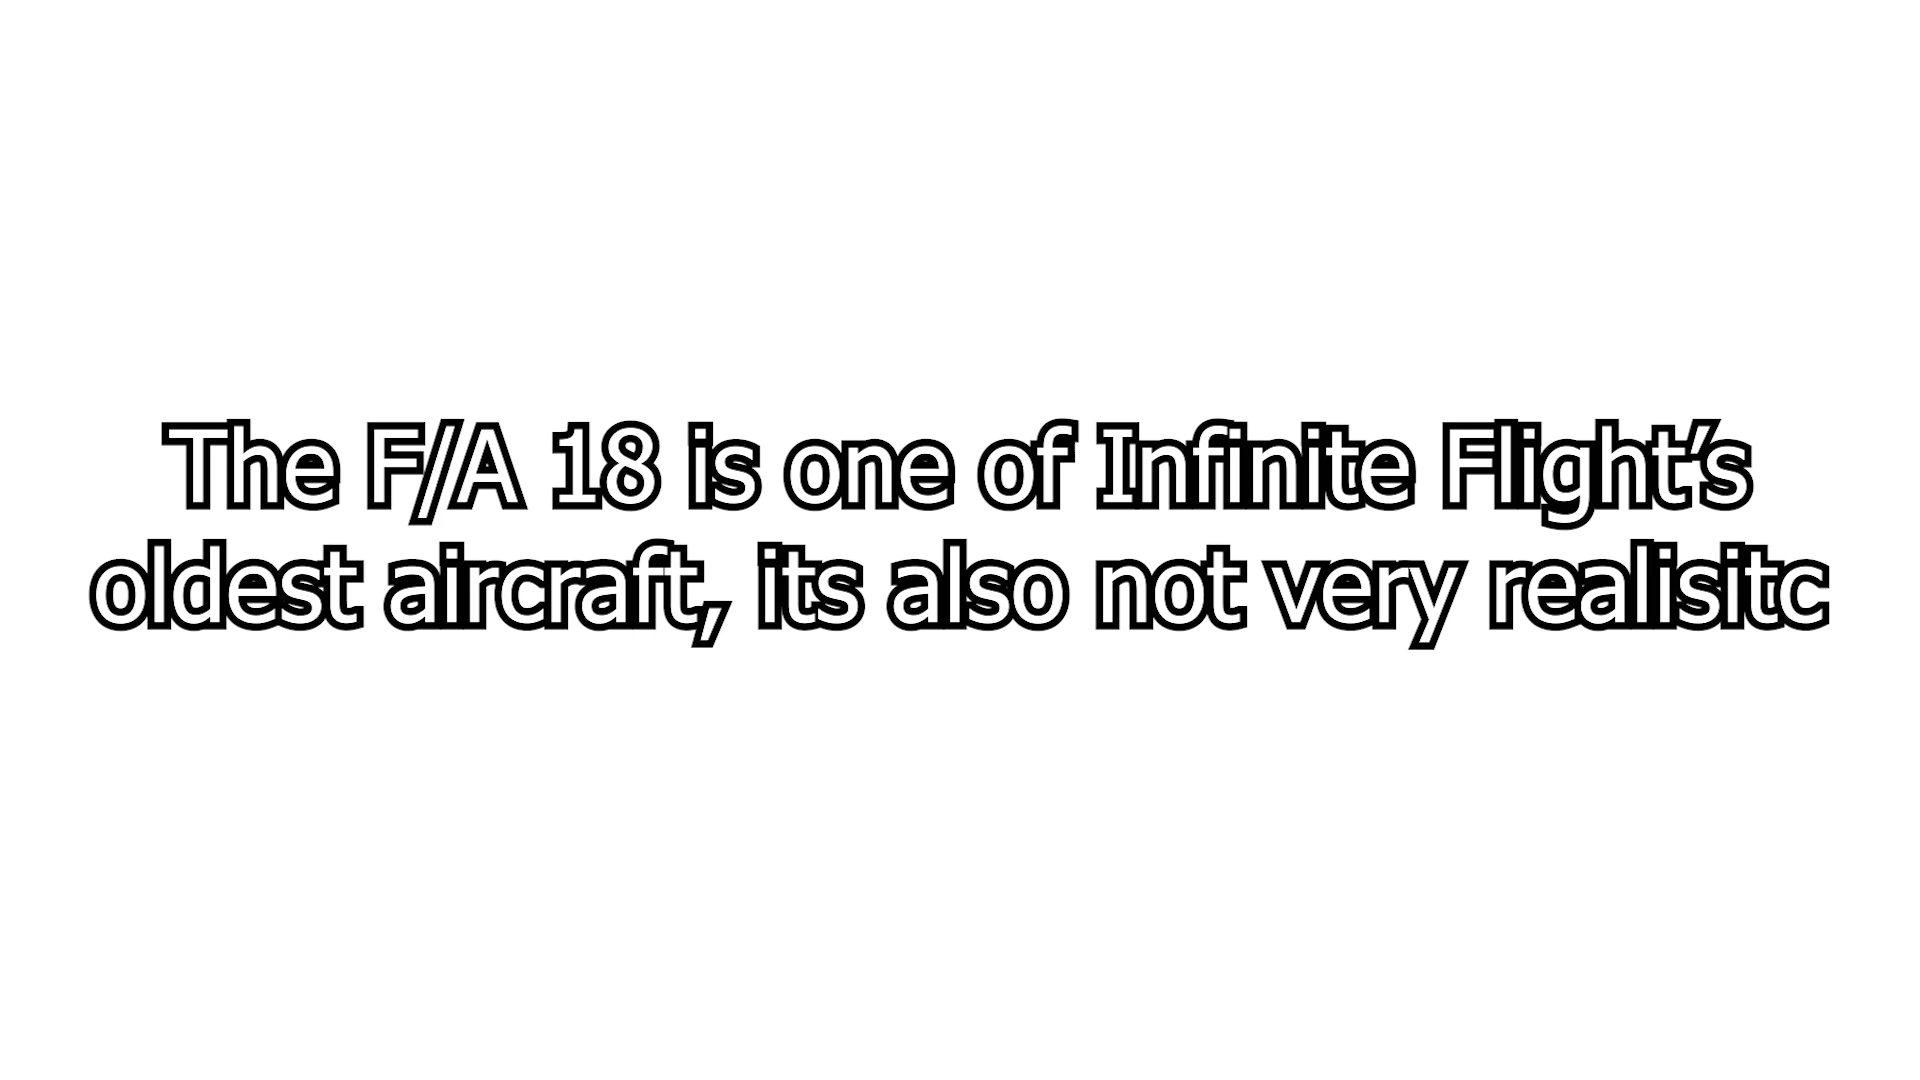 The F/A 18 is one of Infinite Flight’s
oldest aircraft, its also not very realisitc